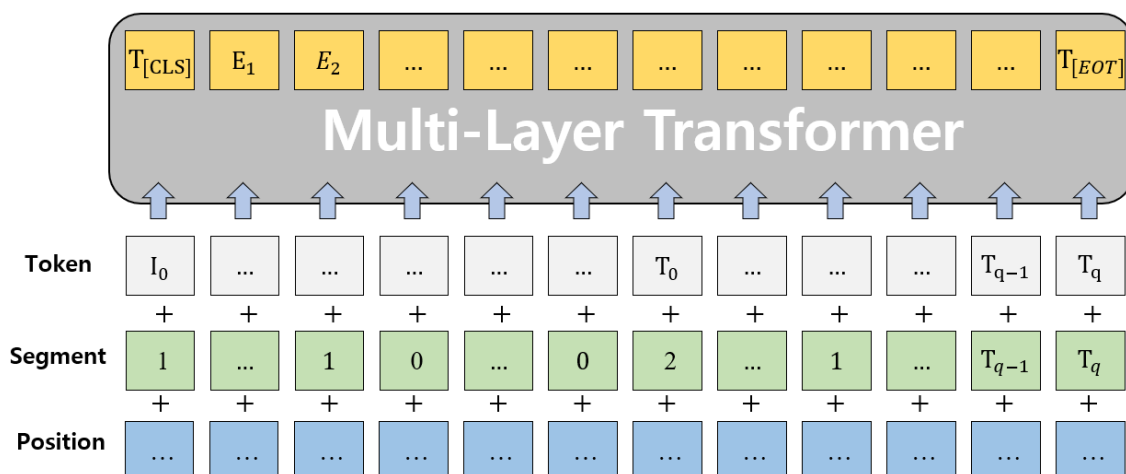 T[CLS] E1 E2 ... ... ... ... ... ... ... ... T[EOT]
Multi-Layer Transformer
Token I0 ... ... ... ... ... T0 ... ... ... Tq−1 Tq
+ + + + + + + + + + + +
Segment 1 ... 1 0 ... 0 2 ... 1 ... Tq−1 Tq
+ + + + + + + + + + + +
Position ... ... ... ... ... ... ... ... ... ... ... ...